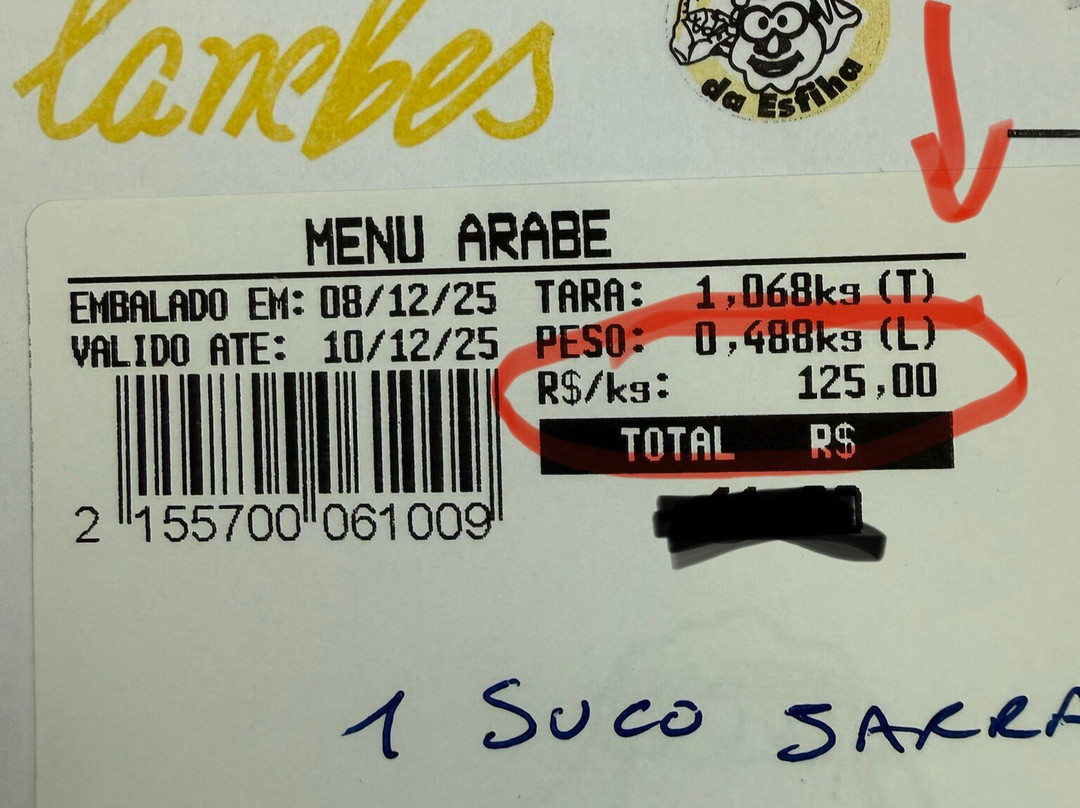 Lanches
da Esfiha
MENU ARABE
EMBALADO EM: 08/12/25 TARA: 1,068kg (T)
VALIDO ATE: 10/12/25 PESO: 0,488kg (L)
R$/kg: 125,00
TOTAL R$
2 155700 061009
1 SUCO JARRA